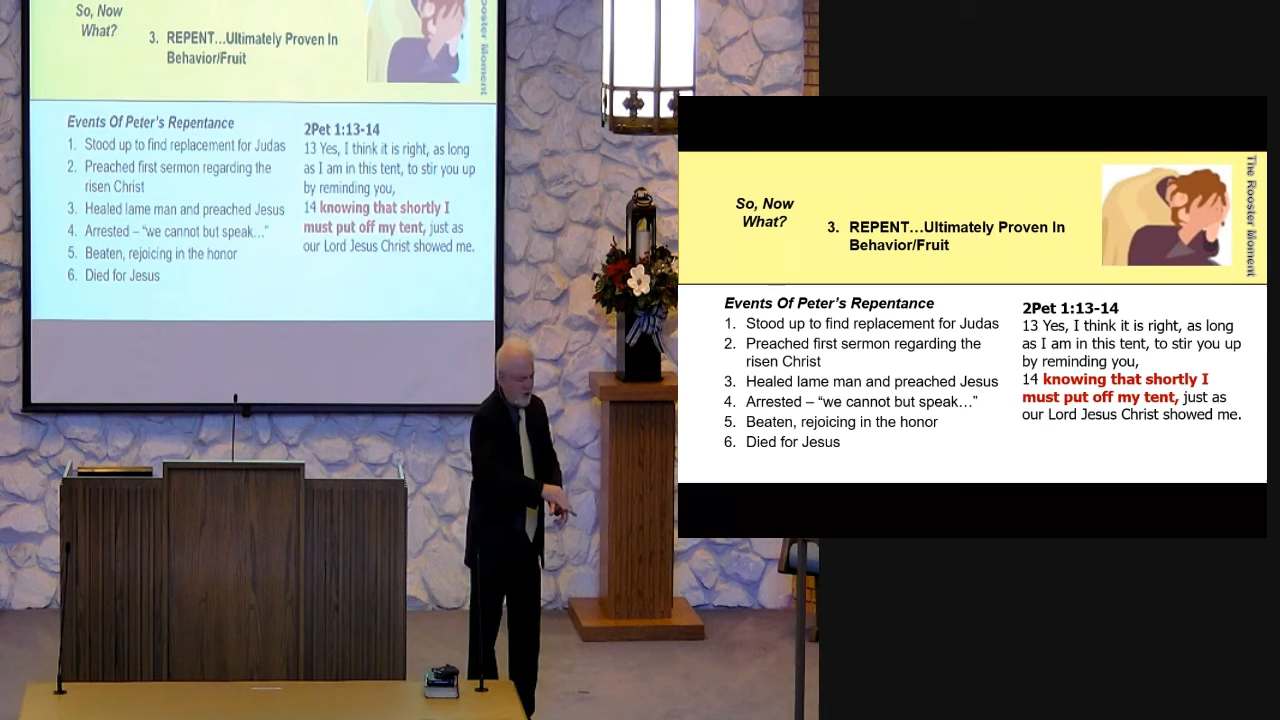 So, Now
What?
3. REPENT...Ultimately Proven In
Behavior/Fruit
Rooster Moment
Events Of Peter's Repentance
1. Stood up to find replacement for Judas
2. Preached first sermon regarding the
risen Christ
3. Healed lame man and preached Jesus
4. Arrested – “we cannot but speak...”
5. Beaten, rejoicing in the honor
6. Died for Jesus
2Pet 1:13-14
13 Yes, I think it is right, as long
as I am in this tent, to stir you up
by reminding you,
14 knowing that shortly I
must put off my tent, just as
our Lord Jesus Christ showed me.
So, Now
What?
3. REPENT...Ultimately Proven In
Behavior/Fruit
The Rooster Moment
Events Of Peter's Repentance
1. Stood up to find replacement for Judas
2. Preached first sermon regarding the
risen Christ
3. Healed lame man and preached Jesus
4. Arrested – “we cannot but speak...”
5. Beaten, rejoicing in the honor
6. Died for Jesus
2Pet 1:13-14
13 Yes, I think it is right, as long
as I am in this tent, to stir you up
by reminding you,
14 knowing that shortly I
must put off my tent, just as
our Lord Jesus Christ showed me.